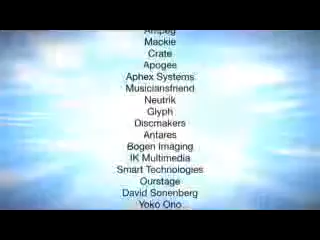 Ampeg
Mackie
Crate
Apogee
Aphex Systems
Musiciansfriend
Neutrik
Glyph
Discmakers
Antares
Bogen Imaging
IK Multimedia
Smart Technologies
Ourstage
David Sonenberg
Yoko Ono